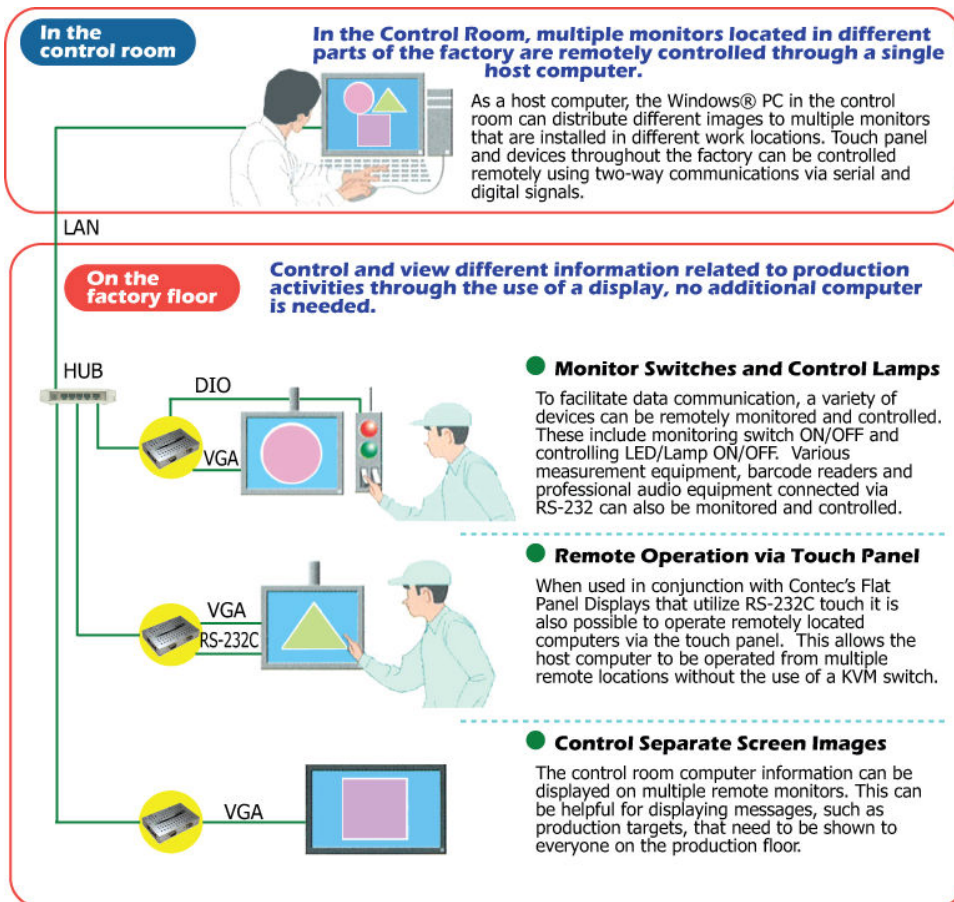 In the
control room
In the Control Room, multiple monitors located in different
parts of the factory are remotely controlled through a single
host computer.
As a host computer, the Windows® PC in the control
room can distribute different images to multiple monitors
that are installed in different work locations. Touch panel
and devices throughout the factory can be controlled
remotely using two-way communications via serial and
digital signals.
LAN
On the
factory floor
Control and view different information related to production
activities through the use of a display, no additional computer
is needed.
HUB
DIO
VGA
Monitor Switches and Control Lamps
To facilitate data communication, a variety of
devices can be remotely monitored and controlled.
These include monitoring switch ON/OFF and
controlling LED/Lamp ON/OFF.  Various
measurement equipment, barcode readers and
professional audio equipment connected via
RS-232 can also be monitored and controlled.
VGA
RS-232C
Remote Operation via Touch Panel
When used in conjunction with Contec's Flat
Panel Displays that utilize RS-232C touch it is
also possible to operate remotely located
computers via the touch panel.  This allows the
host computer to be operated from multiple
remote locations without the use of a KVM switch.
VGA
Control Separate Screen Images
The control room computer information can be
displayed on multiple remote monitors. This can
be helpful for displaying messages, such as
production targets, that need to be shown to
everyone on the production floor.